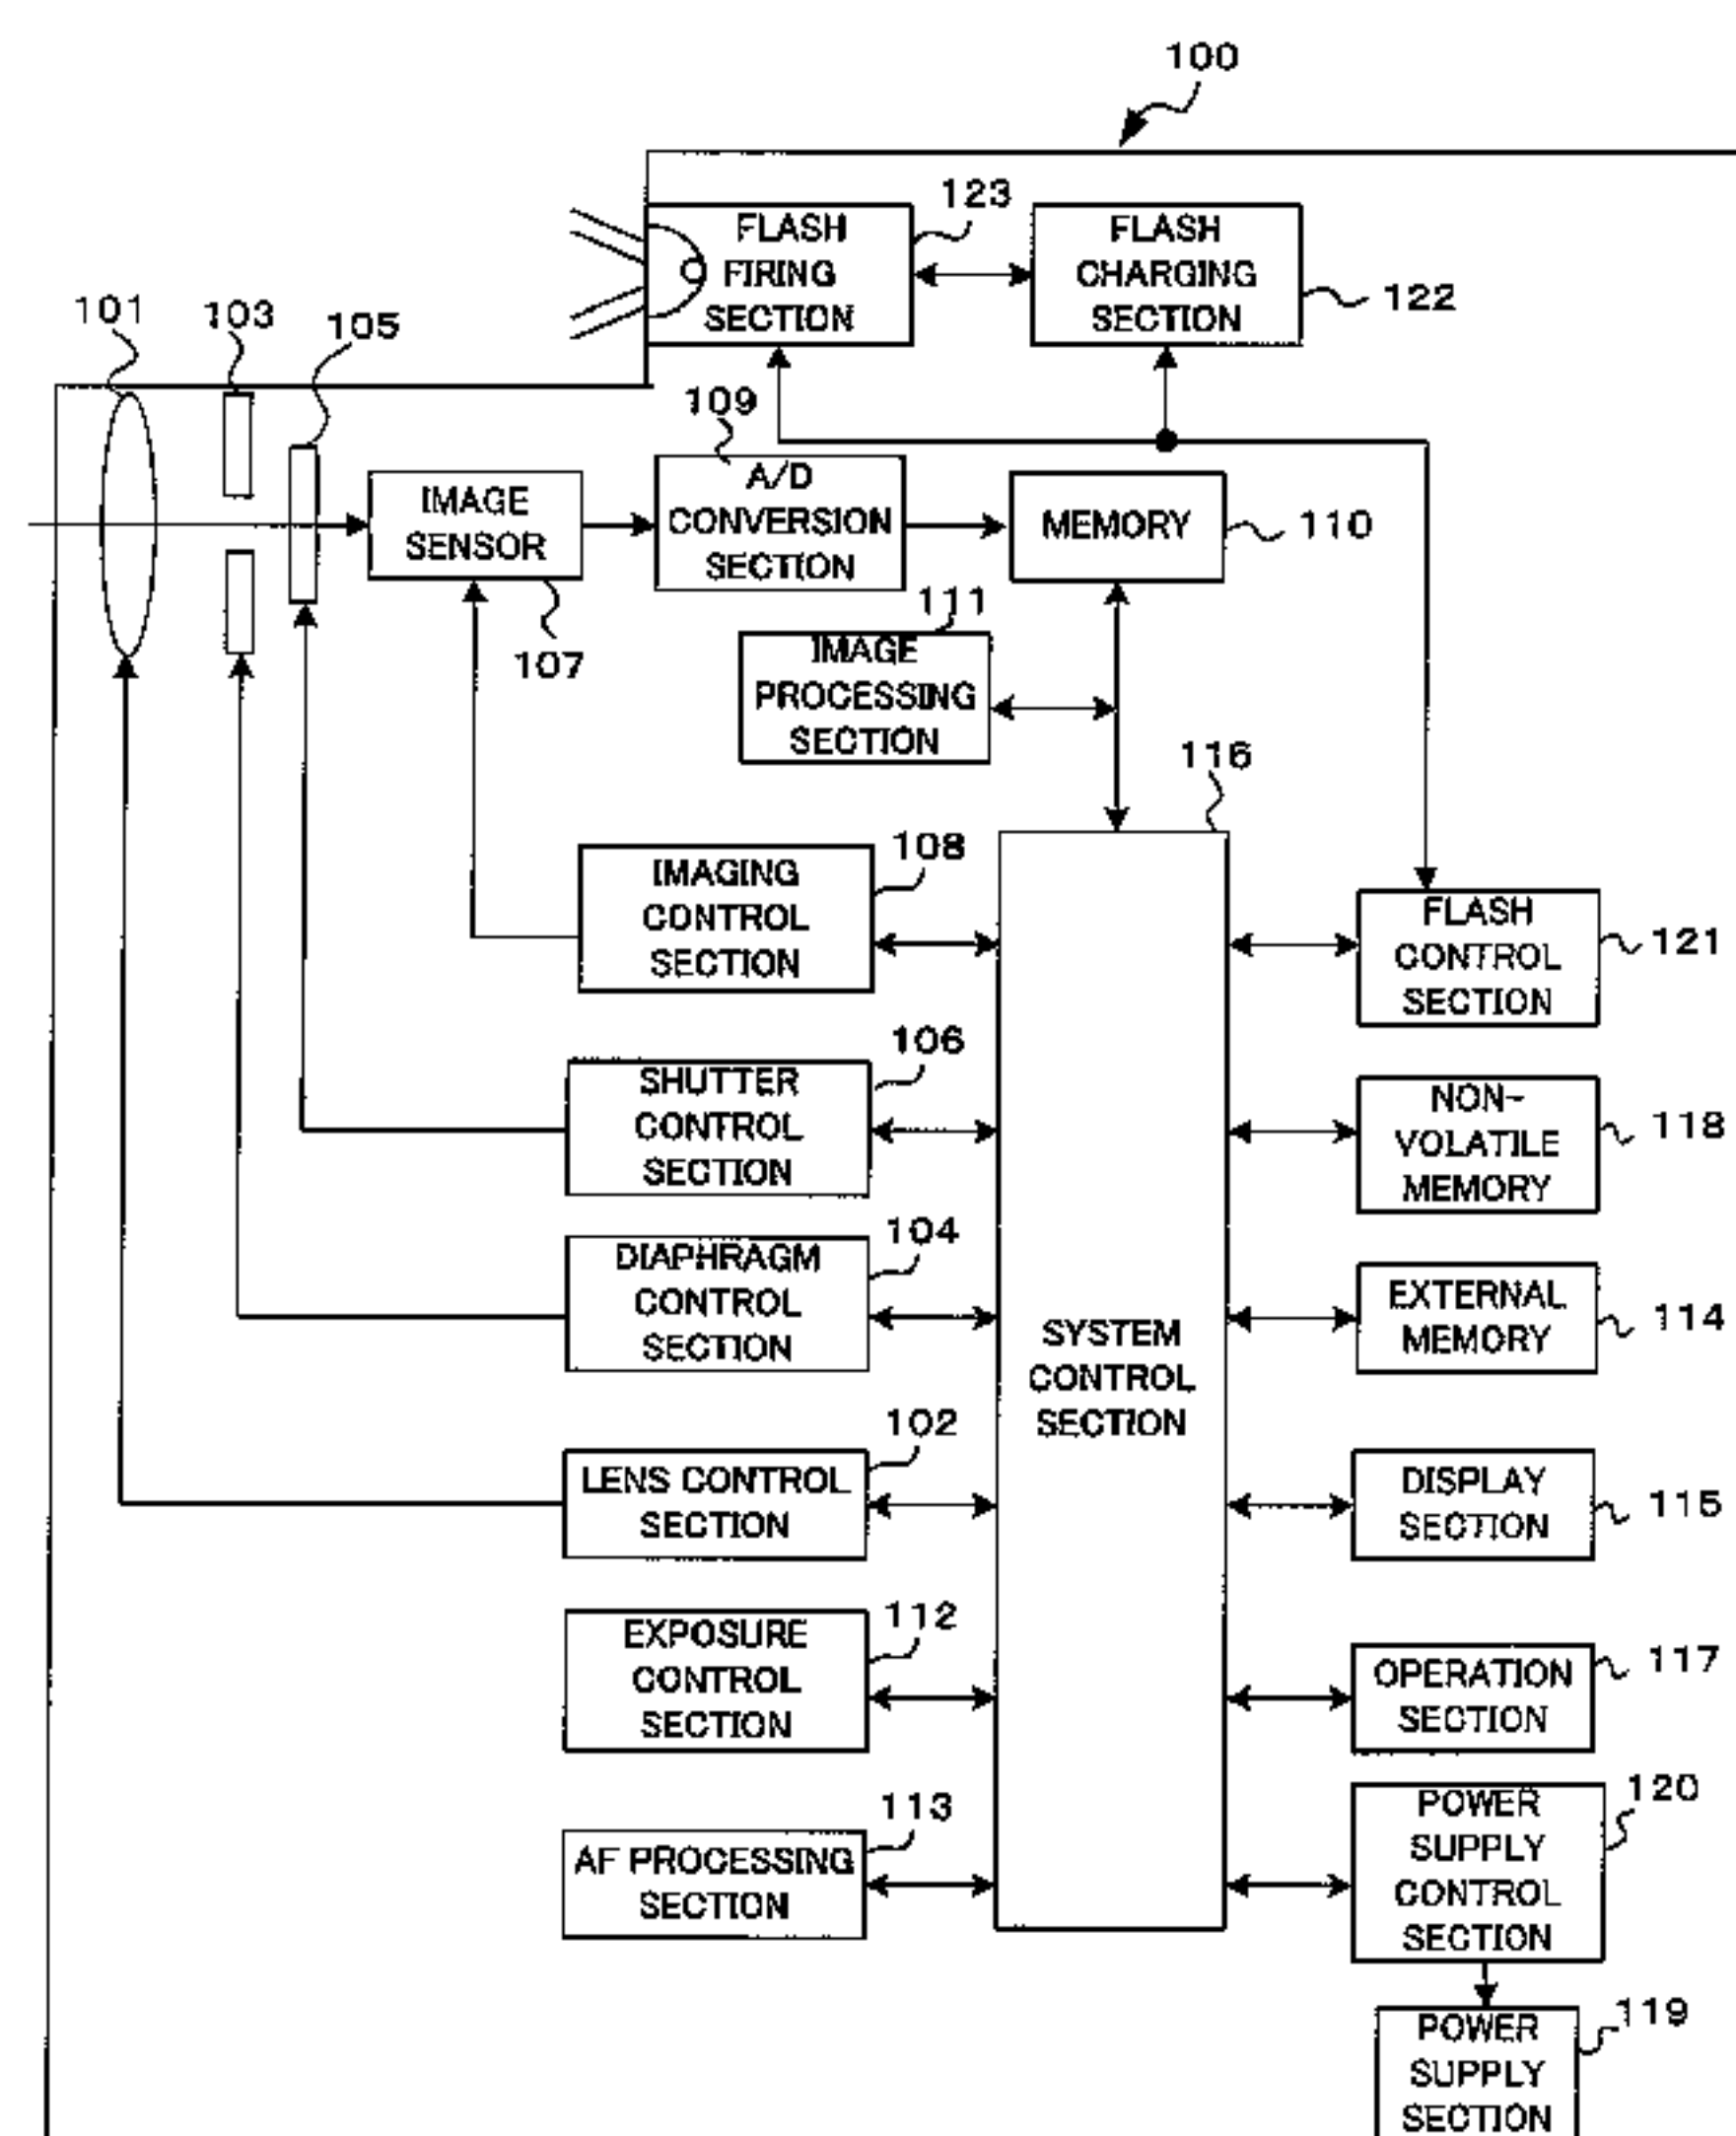 100
123
FLASH
FIRING
SECTION
FLASH
CHARGING
SECTION
122
101
103
105
109
IMAGE
SENSOR
A/D
CONVERSION
SECTION
MEMORY
110
107
111
IMAGE
PROCESSING
SECTION
116
108
IMAGING
CONTROL
SECTION
FLASH
CONTROL
SECTION
121
106
SHUTTER
CONTROL
SECTION
NON-
VOLATILE
MEMORY
118
104
DIAPHRAGM
CONTROL
SECTION
SYSTEM
CONTROL
SECTION
EXTERNAL
MEMORY
114
102
LENS CONTROL
SECTION
DISPLAY
SECTION
115
112
EXPOSURE
CONTROL
SECTION
OPERATION
SECTION
117
113
AF PROCESSING
SECTION
120
POWER
SUPPLY
CONTROL
SECTION
119
POWER
SUPPLY
SECTION